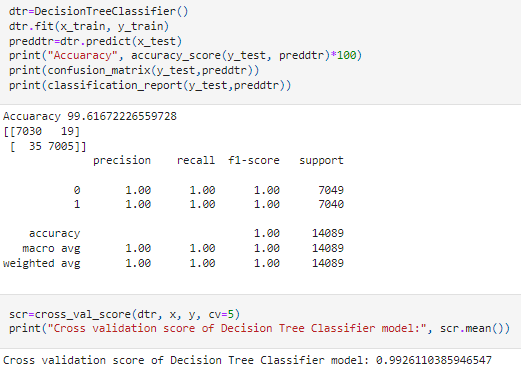 dtr=DecisionTreeClassifier()
dtr.fit(x_train, y_train)
preddtr=dtr.predict(x_test)
print("Accuaracy", accuracy_score(y_test, preddtr)*100)
print(confusion_matrix(y_test,preddtr))
print(classification_report(y_test,preddtr))
Accuaracy 99.61672226559728
[[7030 19]
[ 35 7005]]
precision recall f1-score support
0 1.00 1.00 1.00 7049
1 1.00 1.00 1.00 7040
accuracy 1.00 14089
macro avg 1.00 1.00 1.00 14089
weighted avg 1.00 1.00 1.00 14089
scr=cross_val_score(dtr, x, y, cv=5)
print("Cross validation score of Decision Tree Classifier model:", scr.mean())
Cross validation score of Decision Tree Classifier model: 0.9926110385946547